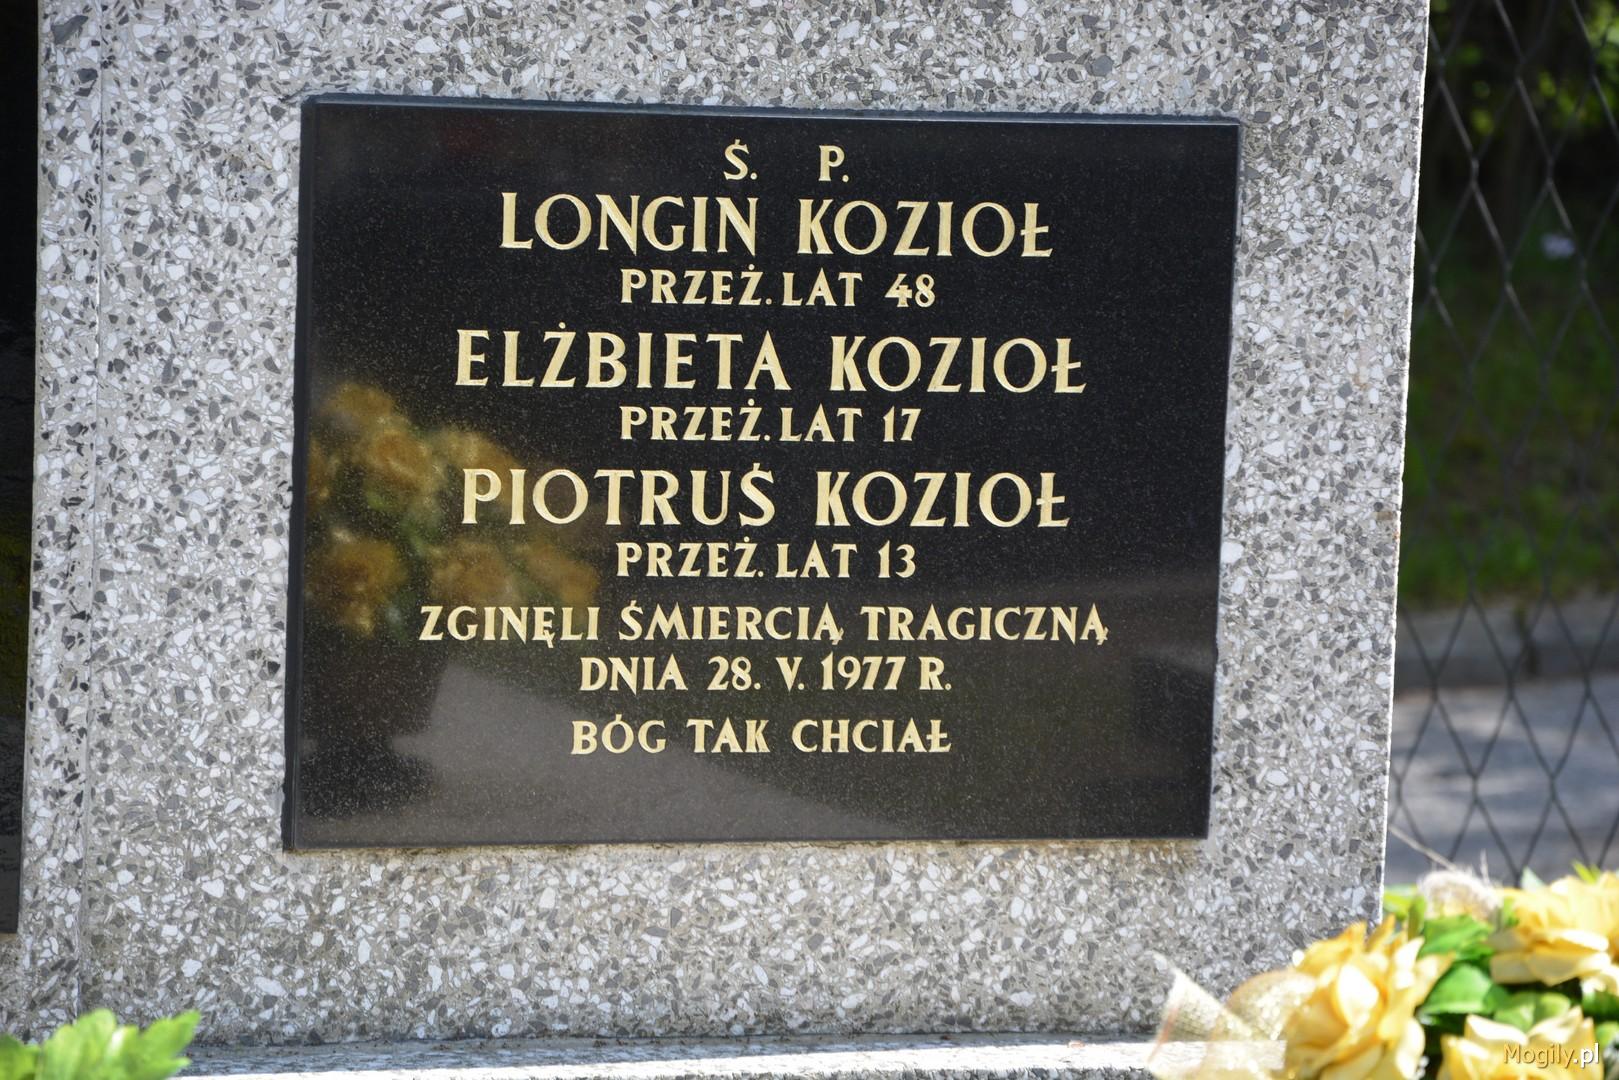 Ś. P.
LONGIN KOZIOŁ
PRZEŻ. LAT 48
ELŻBIETA KOZIOŁ
PRZEŻ. LAT 17
PIOTRUŚ KOZIOŁ
PRZEŻ. LAT 13
ZGINĘLI ŚMIERCIĄ TRAGICZNĄ
DNIA 28. V. 1977 R.
BÓG TAK CHCIAŁ
Mogily.pl